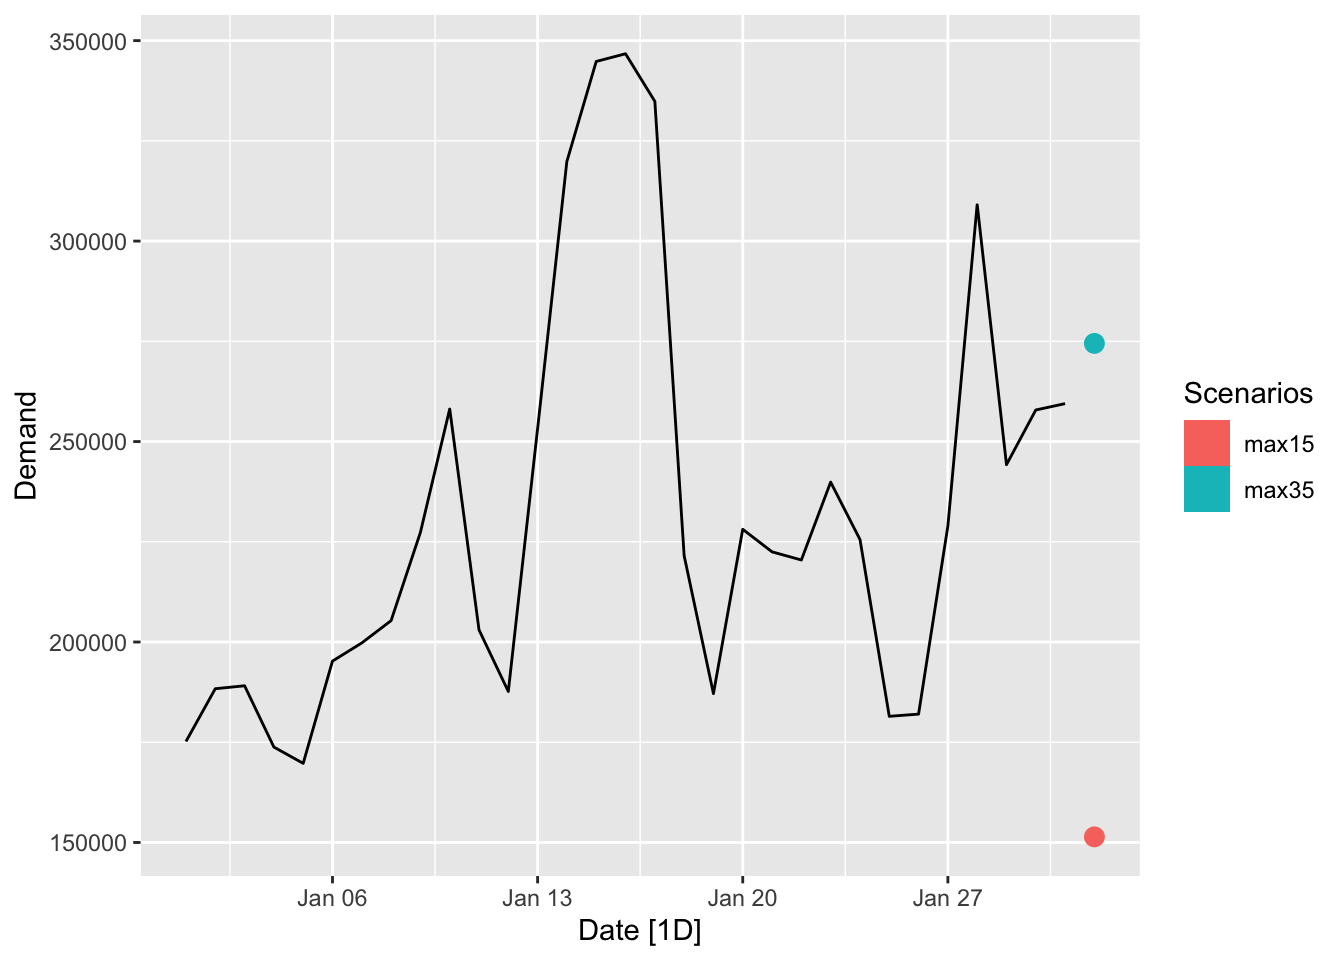 350000
300000
250000
200000
150000
Demand
Jan 06
Jan 13
Jan 20
Jan 27
Date [1D]
Scenarios
max15
max35